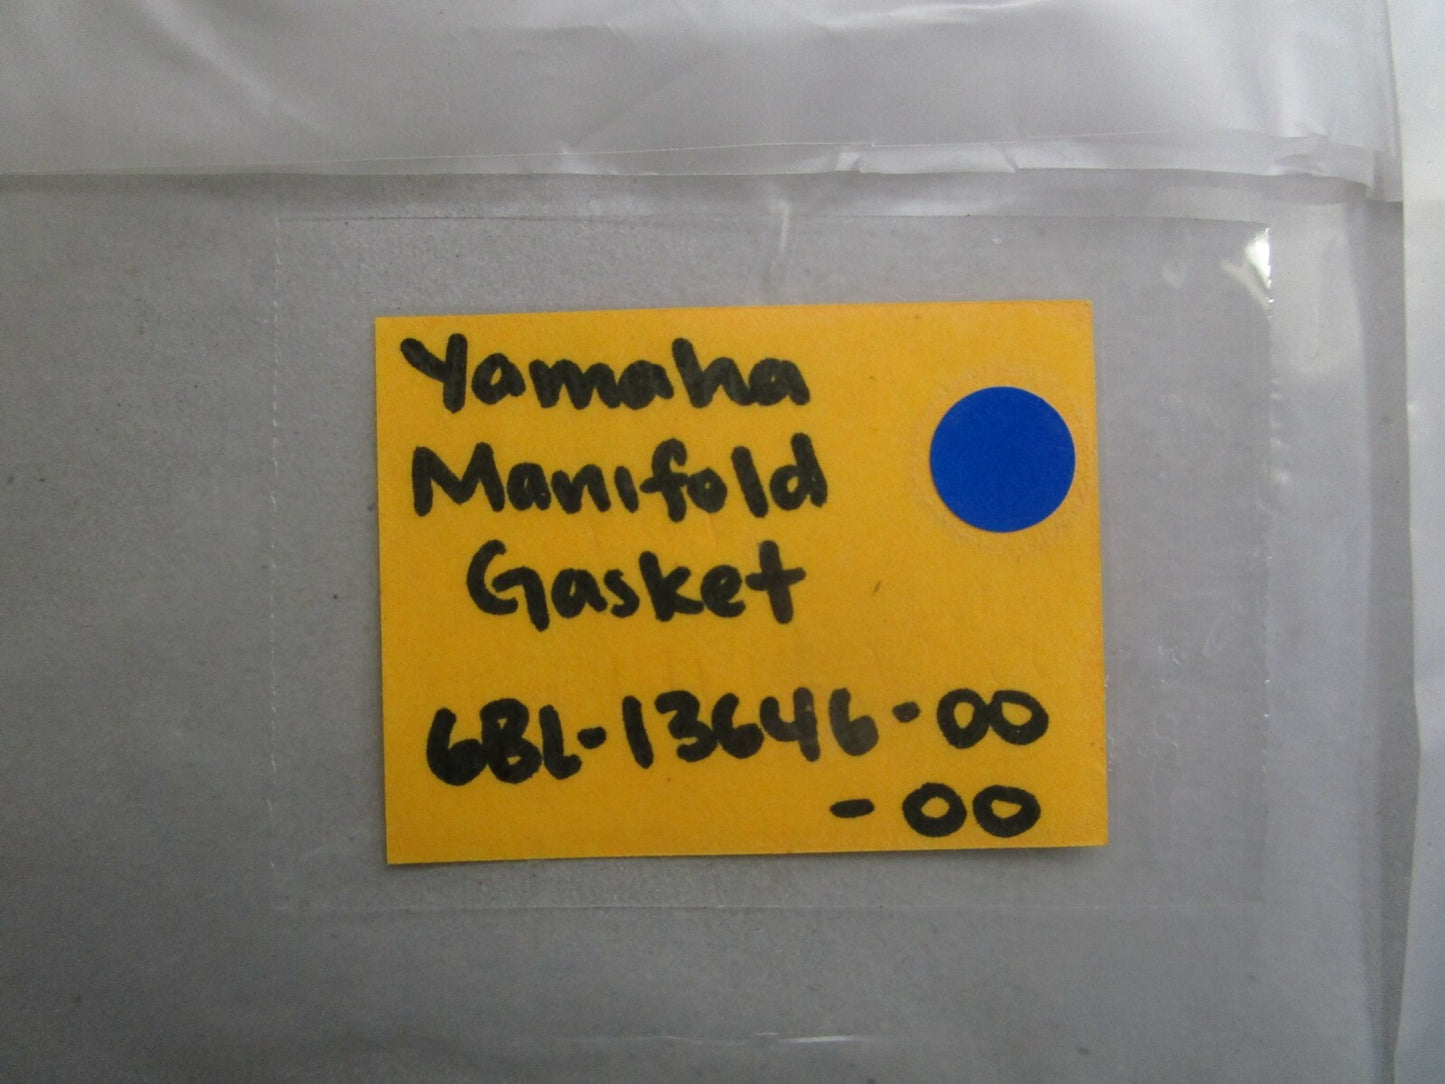 Yamaha
Manifold
Gasket
6BL-13646-00
-00